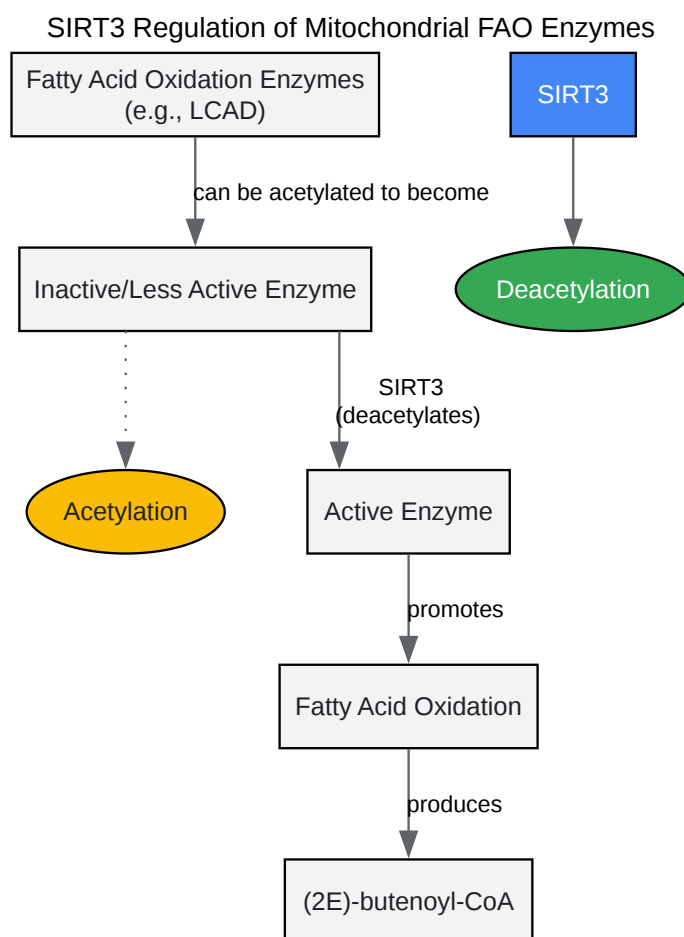 SIRT3 Regulation of Mitochondrial FAO Enzymes
Fatty Acid Oxidation Enzymes
(e.g., LCAD)
SIRT3
can be acetylated to become
Inactive/Less Active Enzyme
Deacetylation
SIRT3
(deacetylates)
Acetylation
Active Enzyme
promotes
Fatty Acid Oxidation
produces
(2E)-butenoyl-CoA